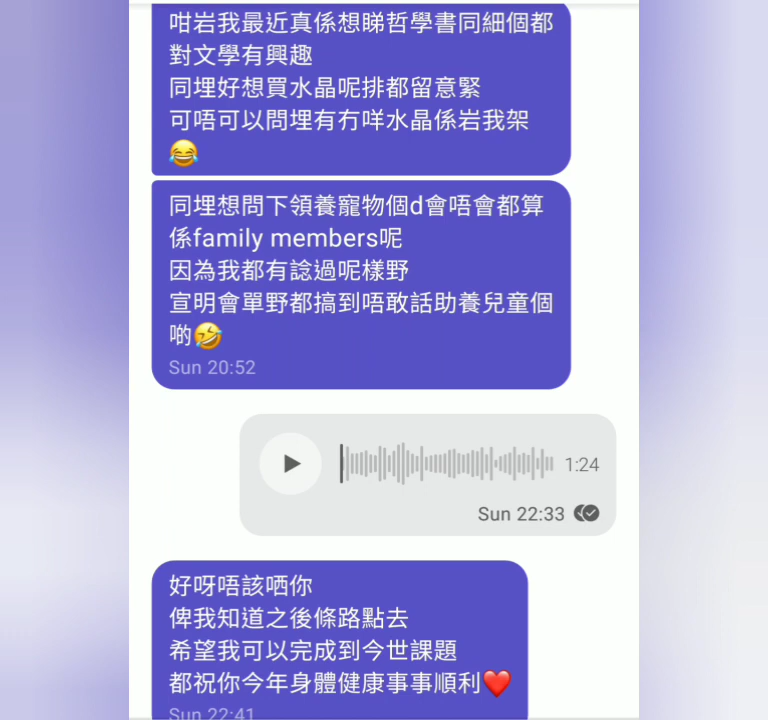 咁岩我最近真係想睇哲學書同細個都
對文學有興趣
同埋好想買水晶呢排都留意緊
可唔可以問埋有冇咩水晶係岩我架
😂
同埋想問下領養寵物個d會唔會都算
係family members呢
因為我都有諗過呢樣野
宣明會單野都搞到唔敢話助養兒童個
啲🤣
Sun 20:52
1:24
Sun 22:33
好呀唔該哂你
俾我知道之後條路點去
希望我可以完成到今世課題
都祝你今年身體健康事事順利❤️
Sun 22:41